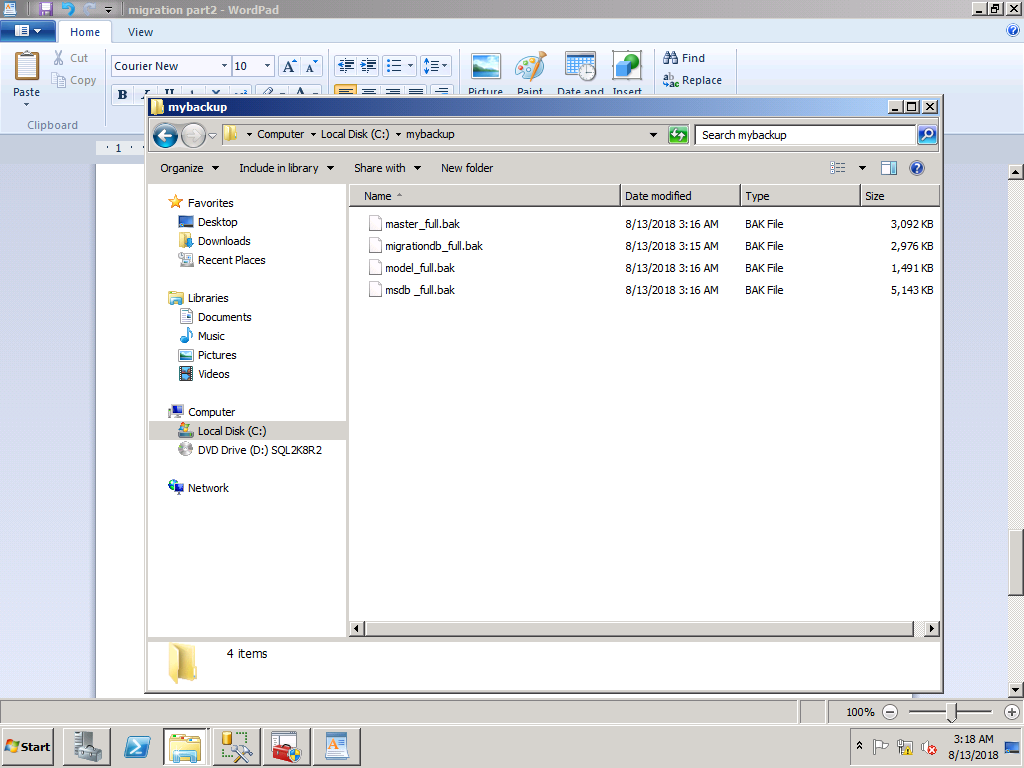 migration part2 - WordPad
Home View
Cut
Copy
Paste
Clipboard
Courier New 10
B
Find
Replace
mybackup
Computer Local Disk (C:) mybackup
Search mybackup
Organize Include in library Share with New folder
Name Date modified Type Size
master_full.bak 8/13/2018 3:16 AM BAK File 3,092 KB
migrationdb_full.bak 8/13/2018 3:15 AM BAK File 2,976 KB
model_full.bak 8/13/2018 3:16 AM BAK File 1,491 KB
msdb _full.bak 8/13/2018 3:16 AM BAK File 5,143 KB
Favorites
Desktop
Downloads
Recent Places
Libraries
Documents
Music
Pictures
Videos
Computer
Local Disk (C:)
DVD Drive (D:) SQL2K8R2
Network
4 items
1
100%
Start
3:18 AM
8/13/2018